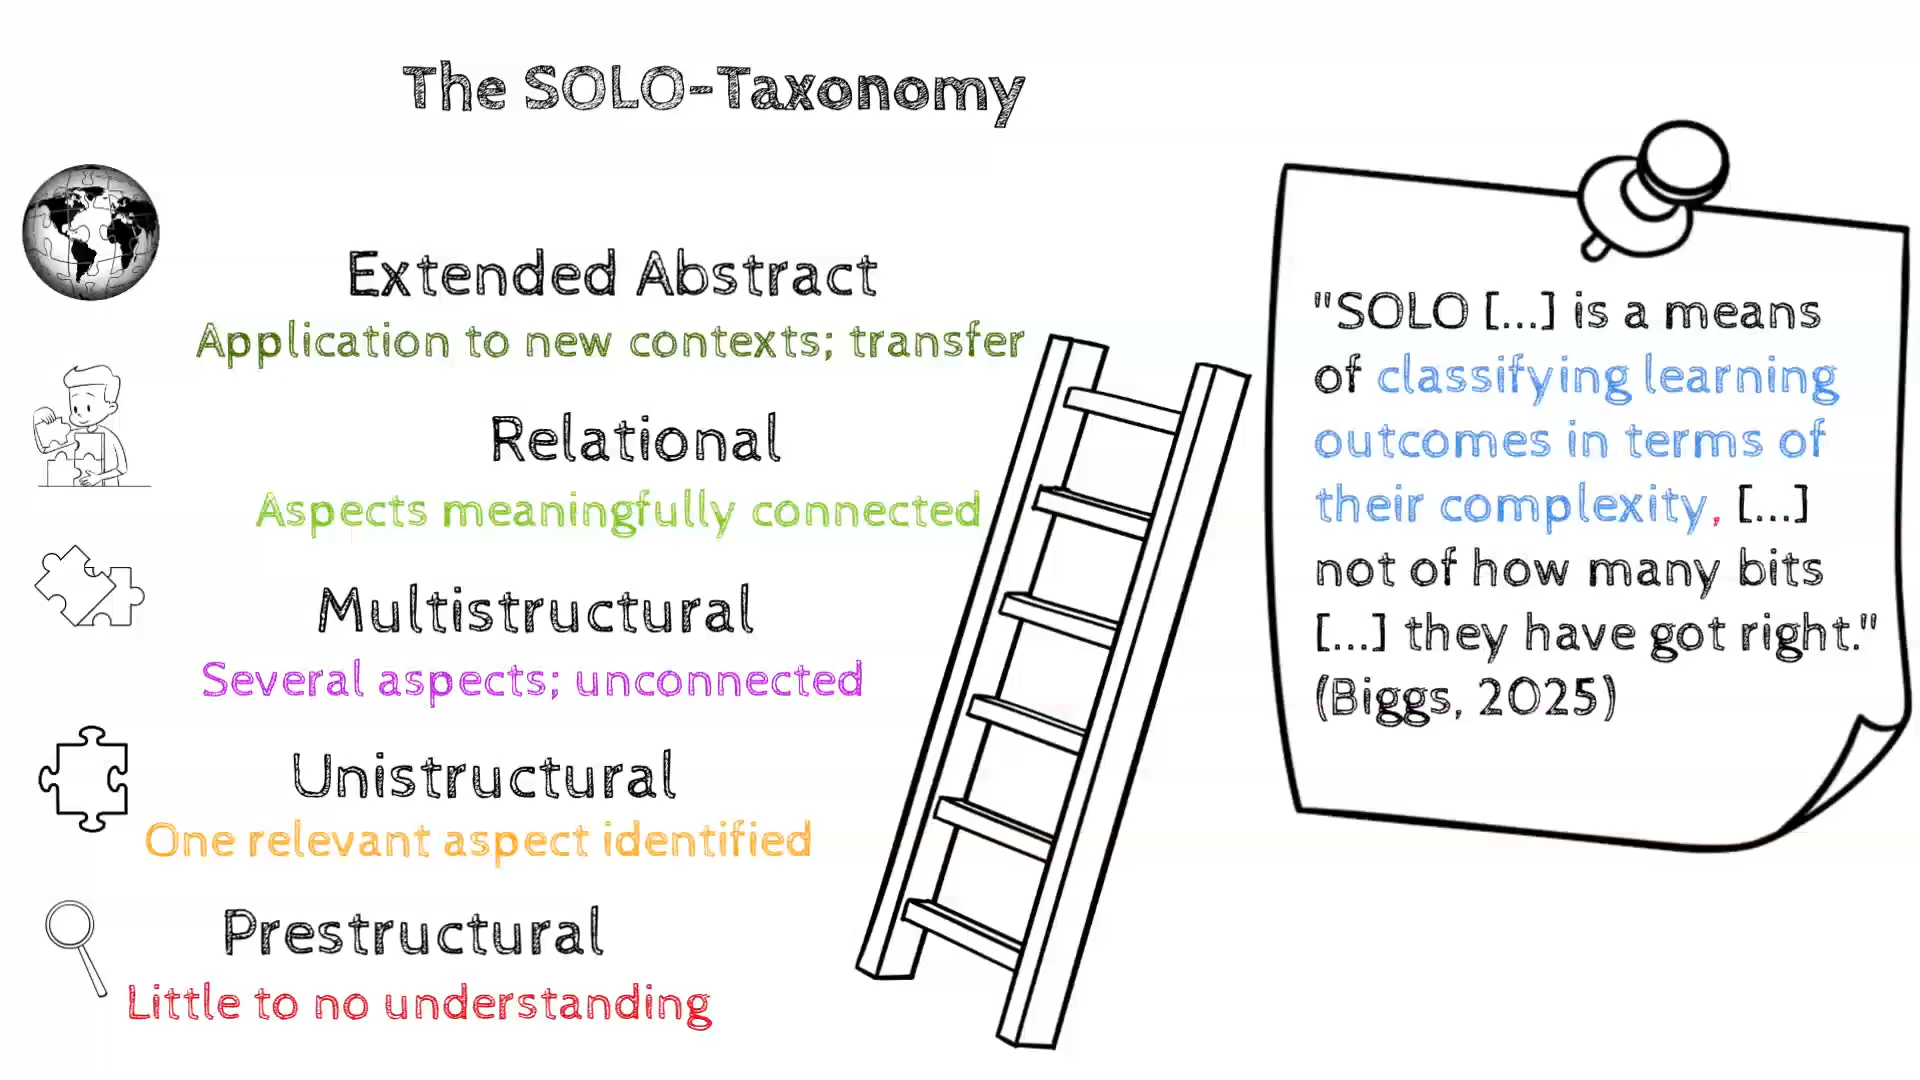 The SOLO-Taxonomy
Extended Abstract
Application to new contexts; transfer
Relational
Aspects meaningfully connected
Multistructural
Several aspects; unconnected
Unistructural
One relevant aspect identified
Prestructural
Little to no understanding
"SOLO [...] is a means
of classifying learning
outcomes in terms of
their complexity, [...]
not of how many bits
[...] they have got right."
(Biggs, 2025)